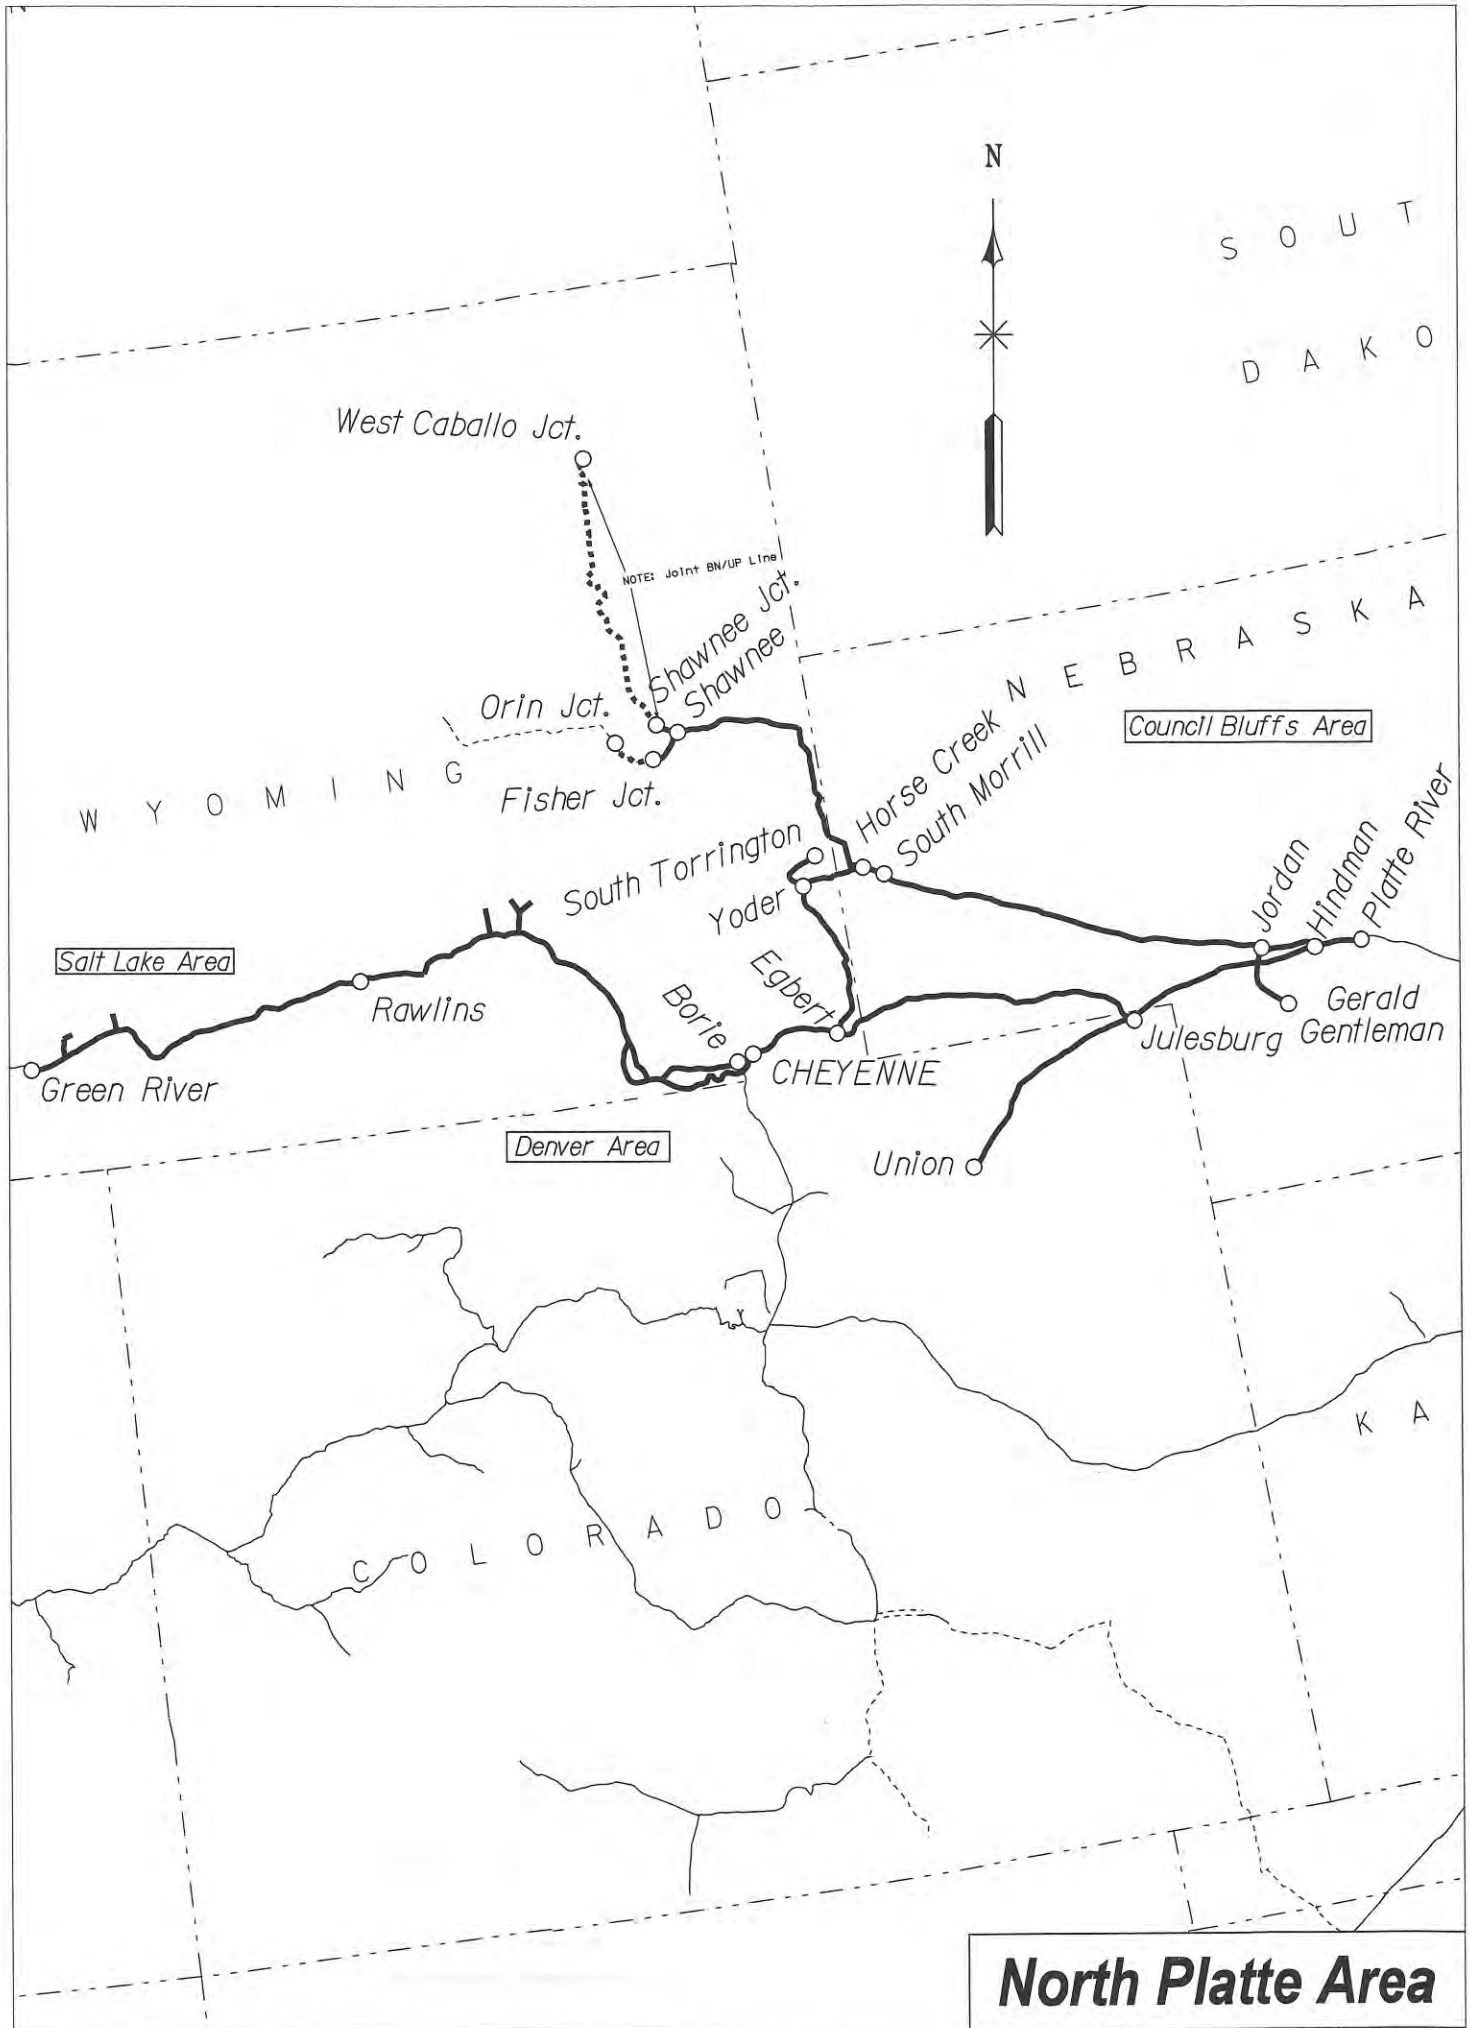 N
S O U T
D A K O
West Caballo Jct.
NOTE: Joint BN/UP Line
Shawnee Jct.
Shawnee
N E B R A S K A
Orin Jct.
Council Bluffs Area
W Y O M I N G
Fisher Jct.
Horse Creek
South Morrill
South Torrington
Yoder
Jordan
Hindman
Platte River
Salt Lake Area
Rawlins
Borie
Egbert
Gerald
Gentleman
Julesburg
CHEYENNE
Green River
Denver Area
Union
K A
C O L O R A D O
North Platte Area